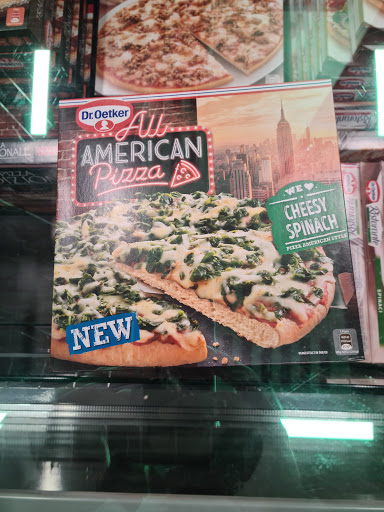 Dr.Oetker
All
AMERICAN
Pizza
WE ♥
CHEESY
SPINACH
PIZZA AMERICAN STYLE
NEW